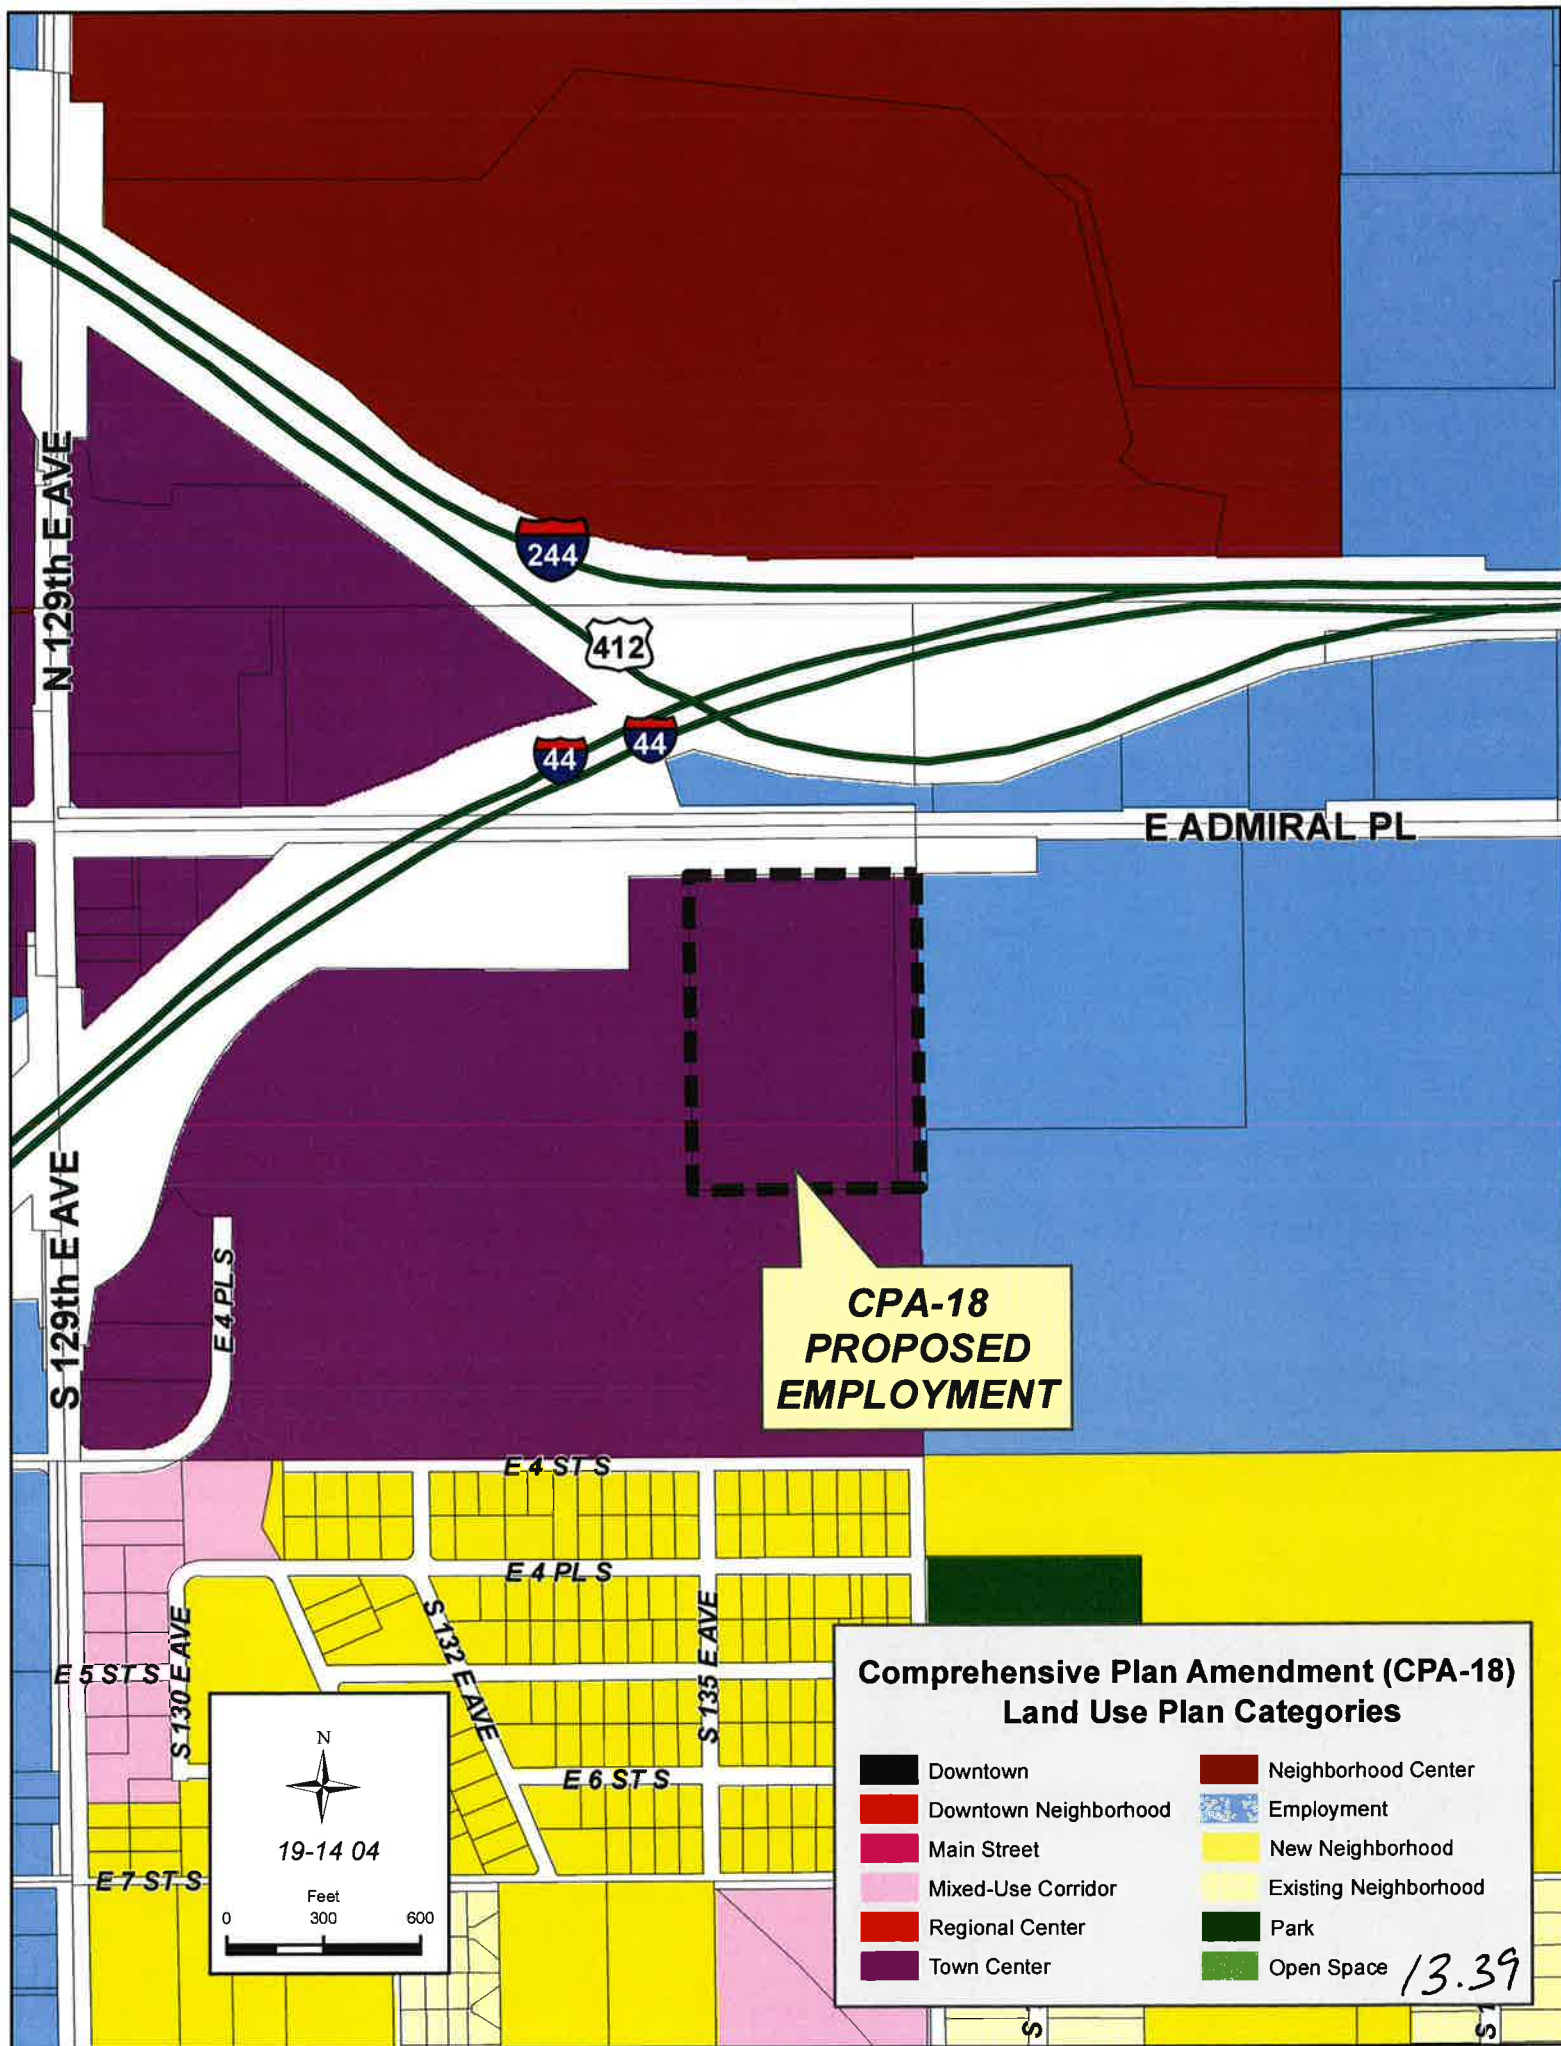 N 129th E AVE
244
412
44
44
E ADMIRAL PL
S 129th E AVE
E 4 PL S
CPA-18
PROPOSED
EMPLOYMENT
E 4 ST S
E 4 PL S
S 132 E AVE
S 135 E AVE
E 5 ST S
S 130 E AVE
E 6 ST S
E 7 ST S
N
19-14 04
Feet
0 300 600
Comprehensive Plan Amendment (CPA-18)
Land Use Plan Categories
Downtown
Downtown Neighborhood
Main Street
Mixed-Use Corridor
Regional Center
Town Center
Neighborhood Center
Employment
New Neighborhood
Existing Neighborhood
Park
Open Space
13.39
S
S 1